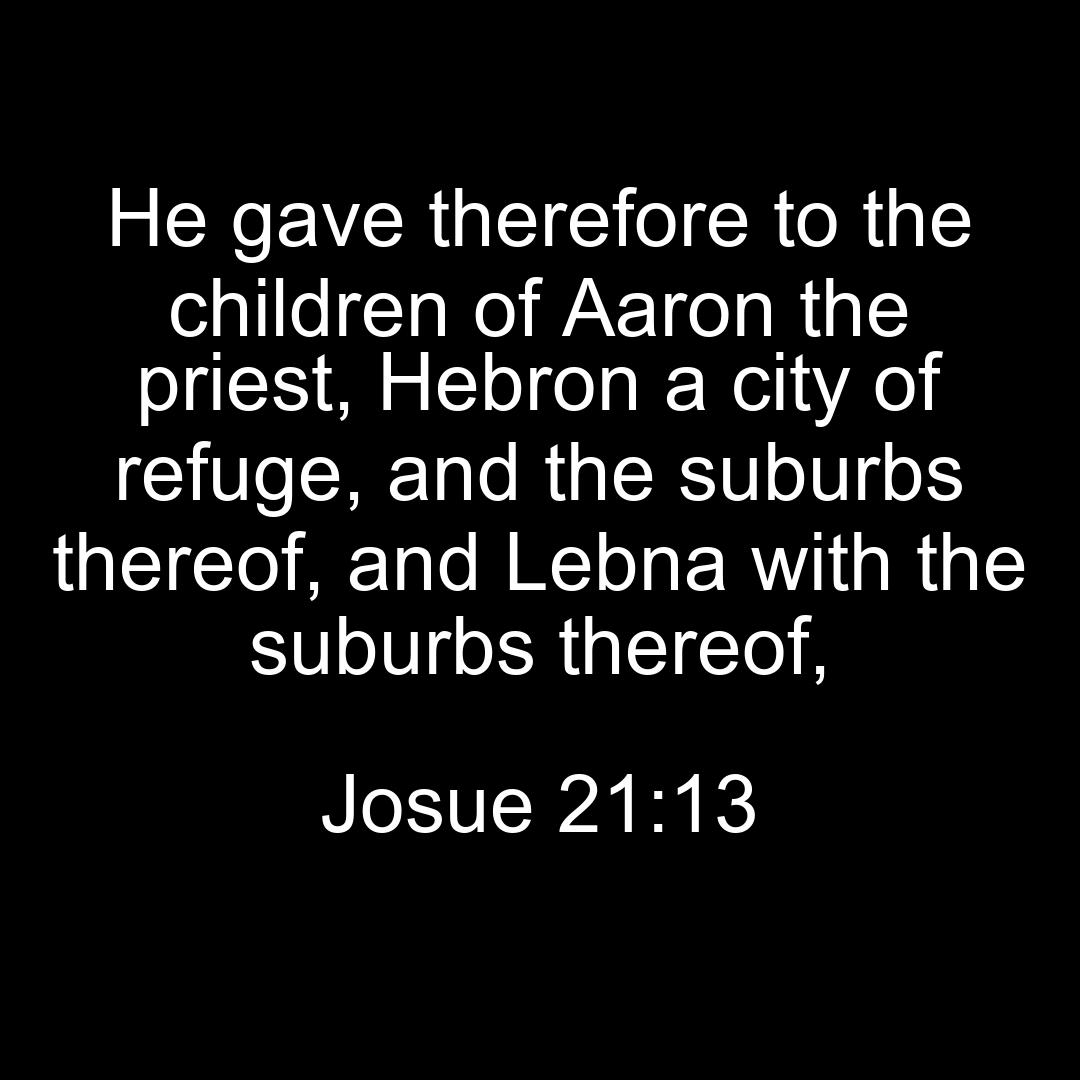 He gave therefore to the
children of Aaron the
priest, Hebron a city of
refuge, and the suburbs
thereof, and Lebna with the
suburbs thereof,
Josue 21:13